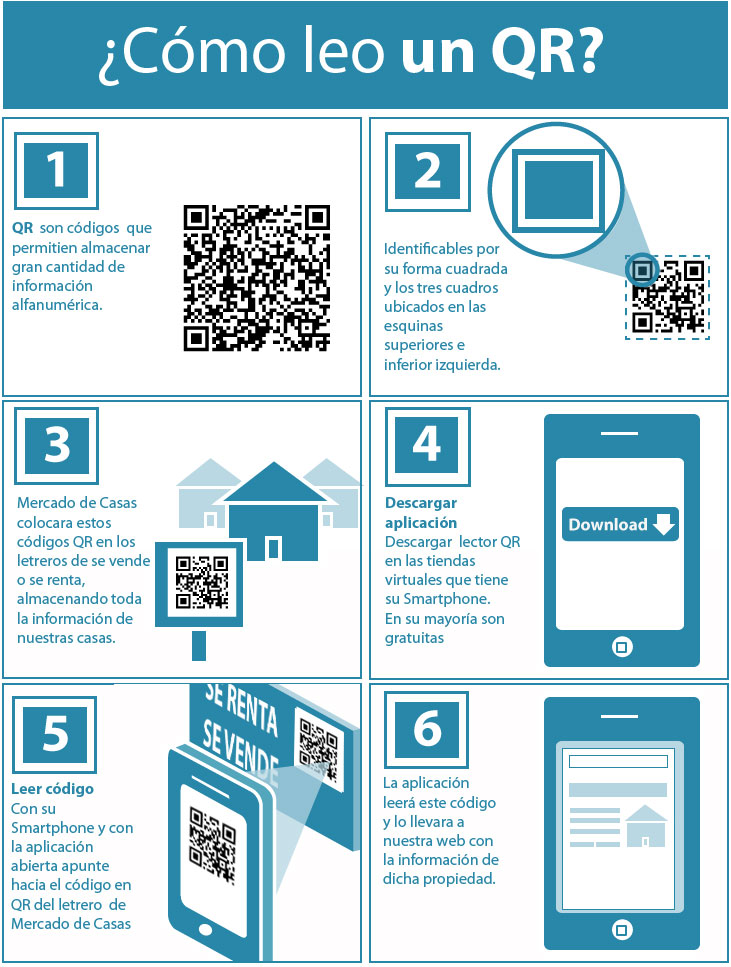 ¿Cómo leo un QR?
1
QR son códigos que
permitien almacenar
gran cantidad de
información
alfanumérica.
2
Identificables por
su forma cuadrada
y los tres cuadros
ubicados en las
esquinas
superiores e
inferior izquierda.
3
Mercado de Casas
colocara estos
códigos QR en los
letreros de se vende
o se renta,
almacenando toda
la información de
nuestras casas.
4
Descargar
aplicación
Descargar lector QR
en las tiendas
virtuales que tiene
su Smartphone.
En su mayoría son
gratuitas
Download
5
Leer código
Con su
Smartphone y con
la aplicación
abierta apunte
hacia el código en
QR del letrero de
Mercado de Casas
SE RENTA
SE VENDE
6
La aplicación
leerá este código
y lo llevara a
nuestra web con
la información de
dicha propiedad.